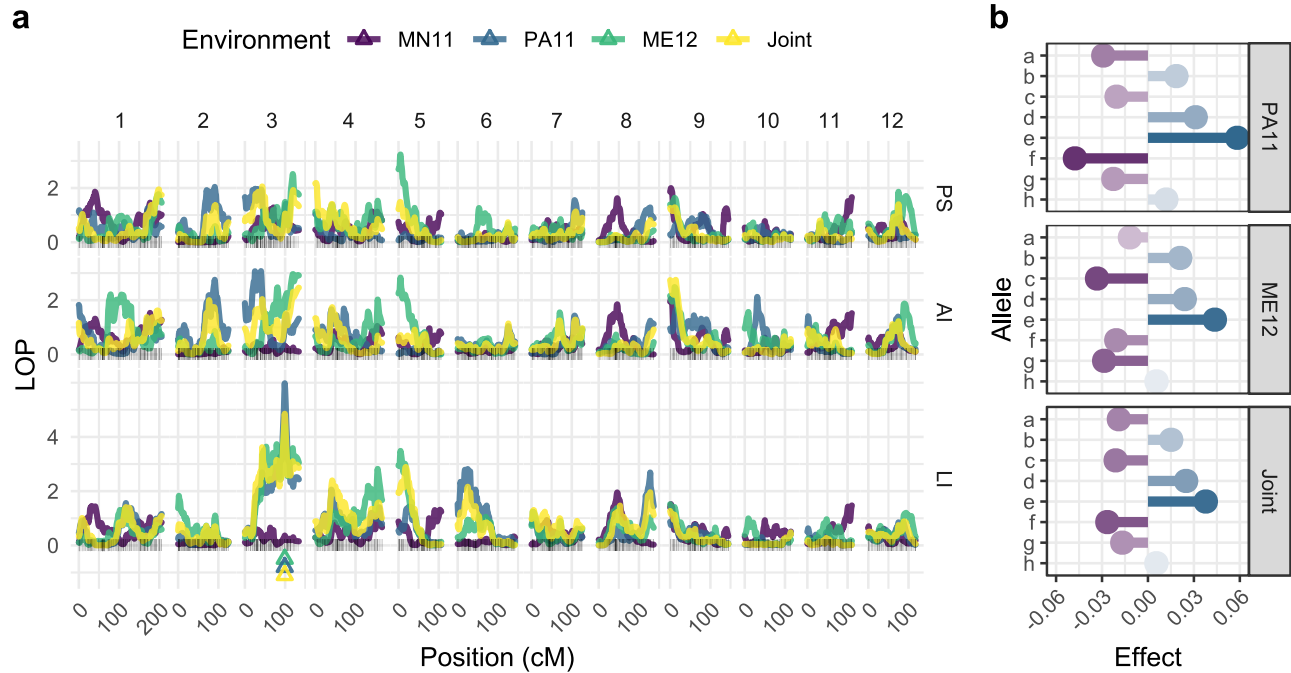 a
Environment MN11 PA11 ME12 Joint
1 2 3 4 5 6 7 8 9 10 11 12
LOP
2
0
PS
2
0
AI
4
2
0
LI
0 100 200 0 100 0 100 0 100 0 100 0 100 0 100 0 100 0 100 0 100 0 100 0 100
Position (cM)
b
Allele
a
b
c
d
e
f
g
h
PA11
a
b
c
d
e
f
g
h
ME12
a
b
c
d
e
f
g
h
Joint
-0.06 -0.03 0.00 0.03 0.06
Effect